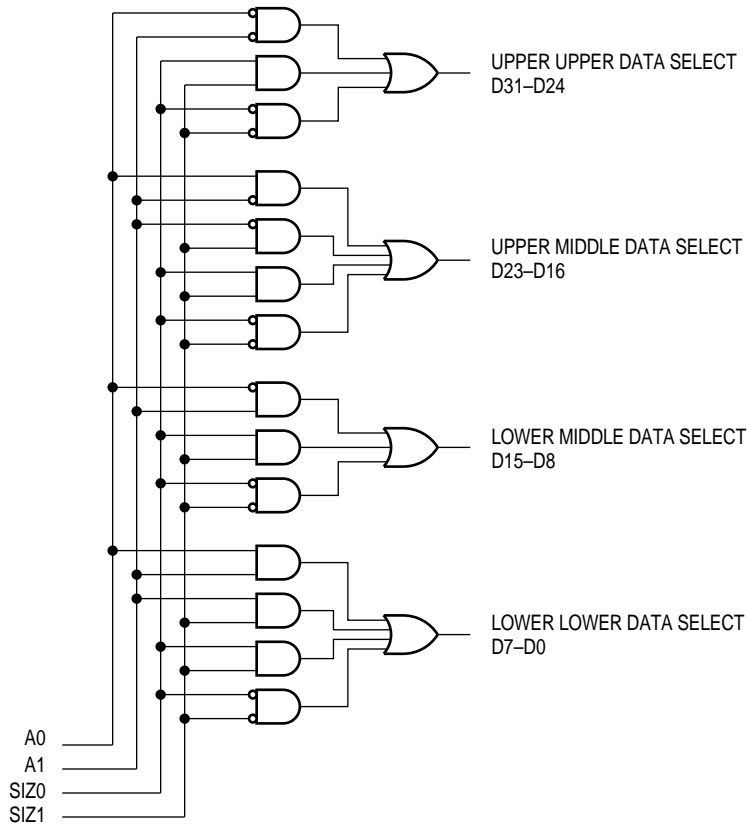 UPPER UPPER DATA SELECT
D31–D24
UPPER MIDDLE DATA SELECT
D23–D16
LOWER MIDDLE DATA SELECT
D15–D8
LOWER LOWER DATA SELECT
D7–D0
A0
A1
SIZ0
SIZ1